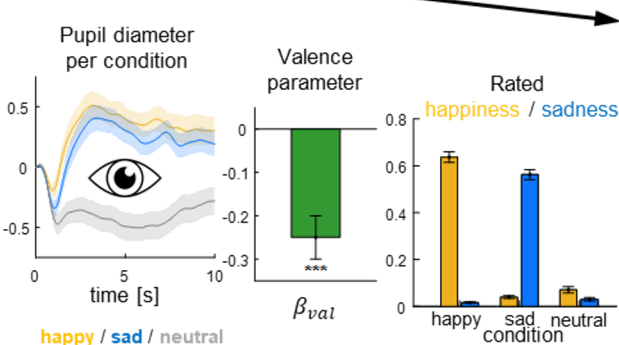 Pupil diameter
per condition
0.5
0
-0.5
0
5
10
time [s]
happy / sad / neutral
Valence
parameter
0
-0.1
-0.2
-0.3
***
βval
Rated
happiness / sadness
0.8
0.6
0.4
0.2
0
happy sad neutral
condition